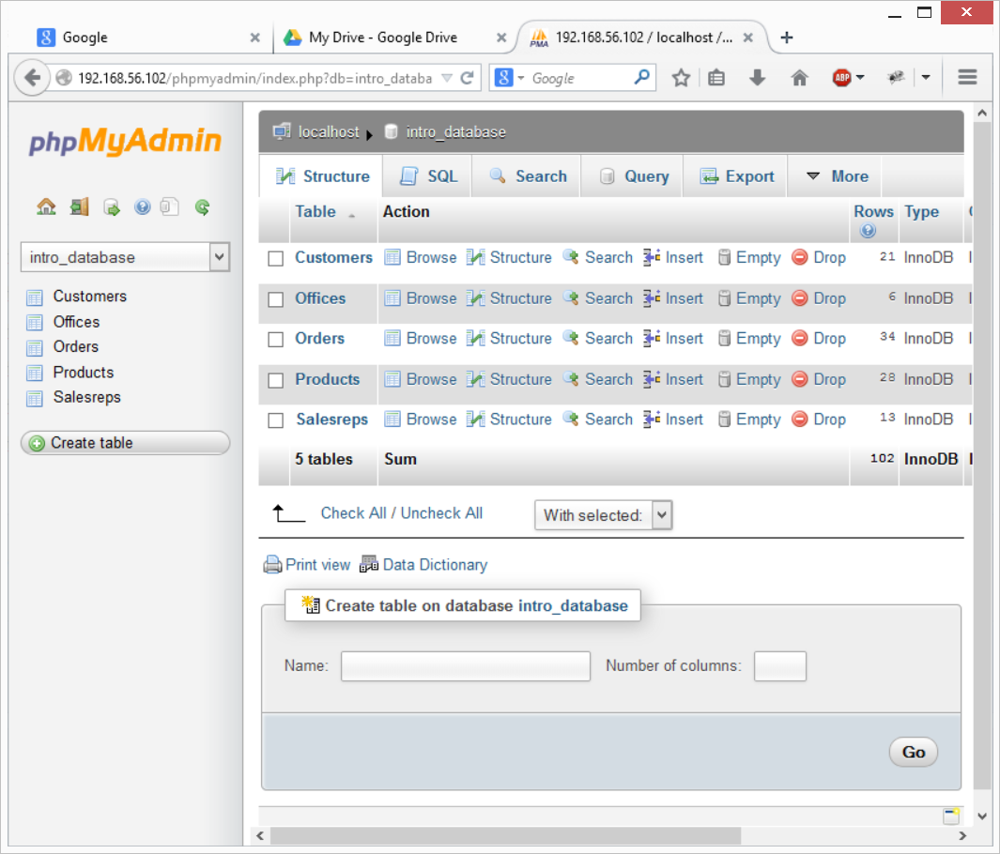 Google
My Drive - Google Drive
PMA
192.168.56.102 / localhost /...
192.168.56.102/phpmyadmin/index.php?db=intro_databa
8 Google
ABP
phpMyAdmin
intro_database
Customers
Offices
Orders
Products
Salesreps
Create table
localhost
intro_database
Structure SQL Search Query Export More
Table Action Rows Type
Customers Browse Structure Search Insert Empty Drop 21 InnoDB
Offices Browse Structure Search Insert Empty Drop 6 InnoDB
Orders Browse Structure Search Insert Empty Drop 34 InnoDB
Products Browse Structure Search Insert Empty Drop 28 InnoDB
Salesreps Browse Structure Search Insert Empty Drop 13 InnoDB
5 tables Sum 102 InnoDB
Check All / Uncheck All With selected:
Print view Data Dictionary
Create table on database intro_database
Name: Number of columns:
Go